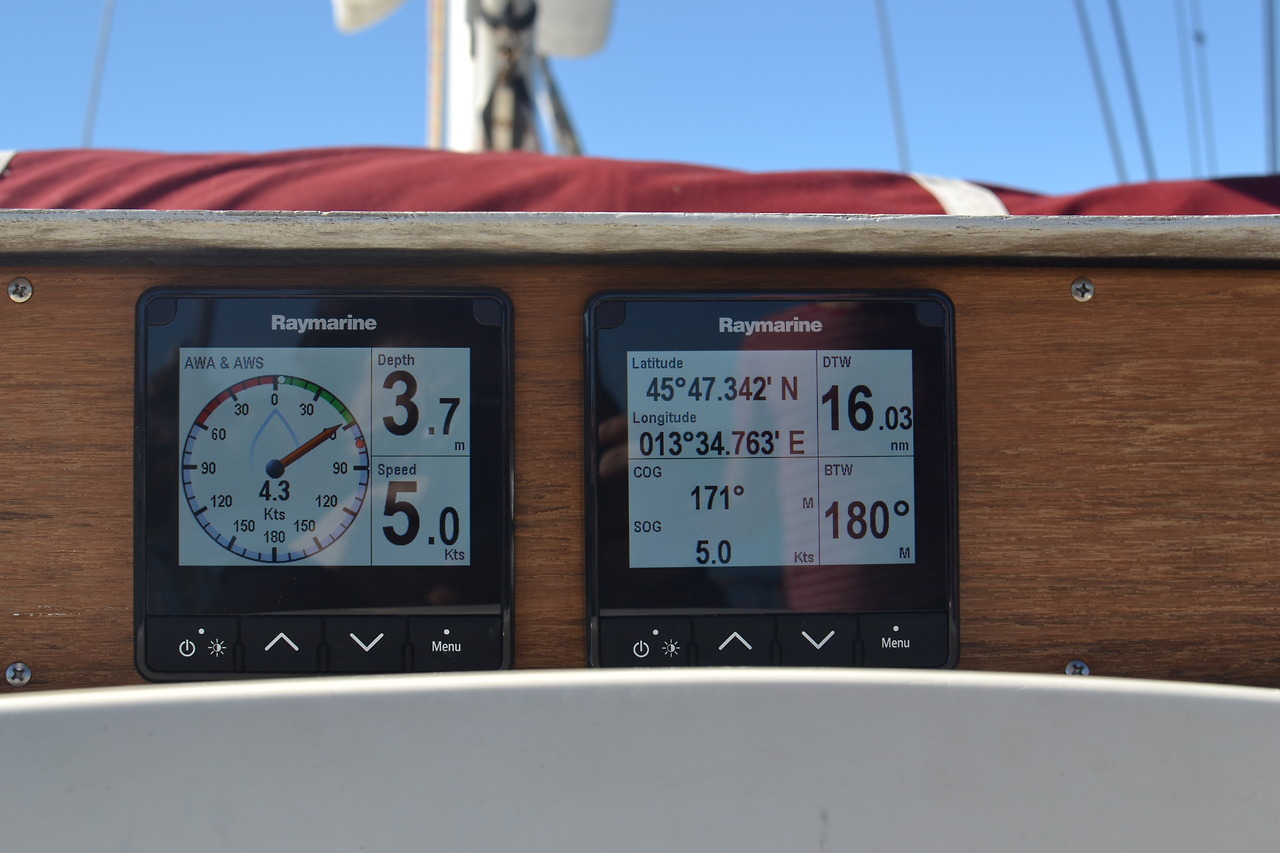 Raymarine
AWA & AWS
0
30 30
60
90 90
120 120
150 150
180
4.3
Kts
Depth
3.7
m
Speed
5.0
Kts
Menu
Raymarine
Latitude
45°47.342' N
Longitude
013°34.763' E
COG
171° M
SOG
5.0 Kts
DTW
16.03
nm
BTW
180°
M
Menu